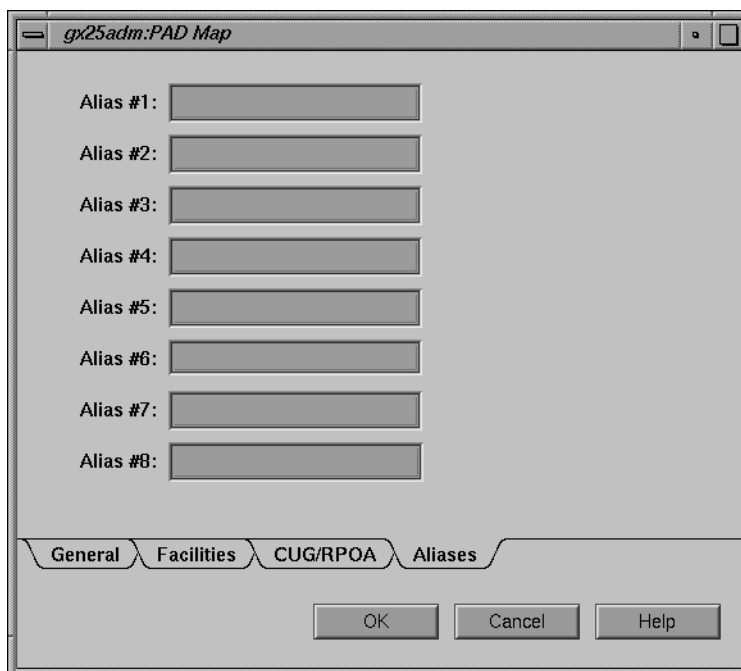 gx25adm:PAD Map
Alias #1:
Alias #2:
Alias #3:
Alias #4:
Alias #5:
Alias #6:
Alias #7:
Alias #8:
General Facilities CUG/RPOA Aliases
OK Cancel Help